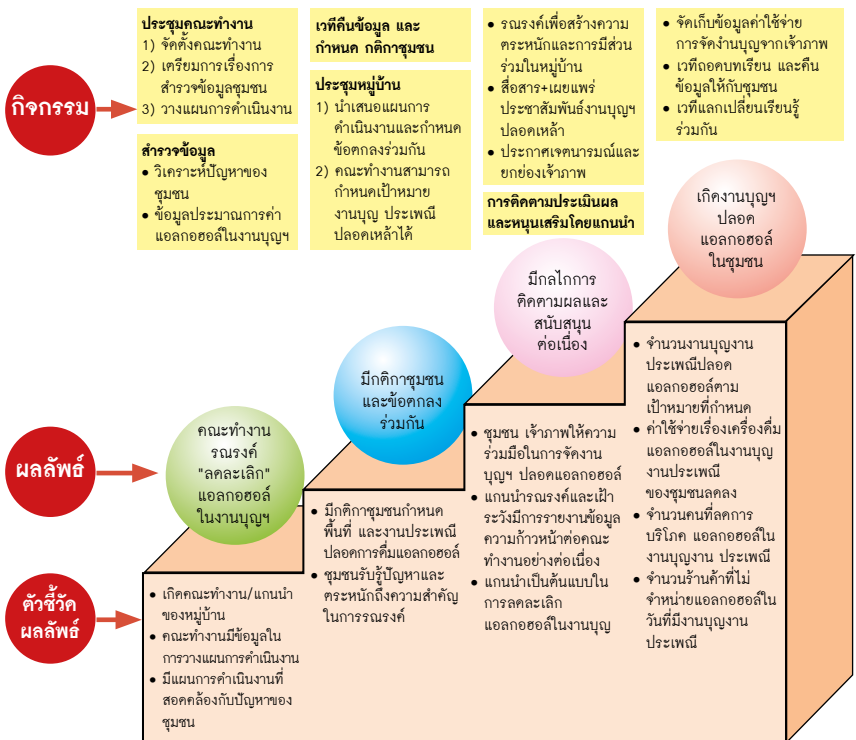 กิจกรรม
ประชุมคณะทำงาน
1) จัดตั้งคณะทำงาน
2) เตรียมการเรื่องการ
สำรวจข้อมูลชุมชน
3) วางแผนการดำเนินงาน
สำรวจข้อมูล
• วิเคราะห์ปัญหาของ
ชุมชน
• ข้อมูลประมาณการค่า
แอลกอฮอล์ในงานบุญฯ
เวทีคืนข้อมูล และ
กำหนด กติกาชุมชน
ประชุมหมู่บ้าน
1) นำเสนอแผนการ
ดำเนินงานและกำหนด
ข้อตกลงร่วมกัน
2) คณะทำงานสามารถ
กำหนดเป้าหมาย
งานบุญ ประเพณี
ปลอดเหล้าได้
• รณรงค์เพื่อสร้างความ
ตระหนักและการมีส่วน
ร่วมในหมู่บ้าน
• สื่อสาร+เผยแพร่
ประชาสัมพันธ์งานบุญฯ
ปลอดเหล้า
• ประกาศเจตนารมณ์และ
ยกย่องเจ้าภาพ
การติดตามประเมินผล
และหนุนเสริมโดยแกนนำ
• จัดเก็บข้อมูลค่าใช้จ่าย
การจัดงานบุญจากเจ้าภาพ
• เวทีถอดบทเรียน และคืน
ข้อมูลให้กับชุมชน
• เวทีแลกเปลี่ยนเรียนรู้
ร่วมกัน
ผลลัพธ์
คณะทำงาน
รณรงค์
"ลดละเลิก"
แอลกอฮอล์
ในงานบุญฯ
มีกติกาชุมชน
และข้อตกลง
ร่วมกัน
มีกลไกการ
ติดตามผลและ
สนับสนุน
ต่อเนื่อง
เกิดงานบุญฯ
ปลอด
แอลกอฮอล์
ในชุมชน
ตัวชี้วัด
ผลลัพธ์
• เกิดคณะทำงาน/แกนนำ
ของหมู่บ้าน
• คณะทำงานมีข้อมูลใน
การวางแผนการดำเนินงาน
• มีแผนการดำเนินงานที่
สอดคล้องกับปัญหาของ
ชุมชน
• มีกติกาชุมชนกำหนด
พื้นที่ และงานประเพณี
ปลอดการดื่มแอลกอฮอล์
• ชุมชนรับรู้ปัญหาและ
ตระหนักถึงความสำคัญ
ในการรณรงค์
• ชุมชน เจ้าภาพให้ความ
ร่วมมือในการจัดงาน
บุญฯ ปลอดแอลกอฮอล์
• แกนนำรณรงค์และเฝ้า
ระวังมีการรายงานข้อมูล
ความก้าวหน้าต่อคณะ
ทำงานอย่างต่อเนื่อง
• แกนนำเป็นต้นแบบใน
การลดละเลิก
แอลกอฮอล์ในงานบุญ
• จำนวนงานบุญงาน
ประเพณีปลอด
แอลกอฮอล์ตาม
เป้าหมายที่กำหนด
• ค่าใช้จ่ายเรื่องเครื่องดื่ม
แอลกอฮอล์ในงานบุญ
งานประเพณี
ของชุมชนลดลง
• จำนวนคนที่ลดการ
บริโภค แอลกอฮอล์ใน
งานบุญงาน ประเพณี
• จำนวนร้านค้าที่ไม่
จำหน่ายแอลกอฮอล์ใน
วันที่มีงานบุญงาน
ประเพณี